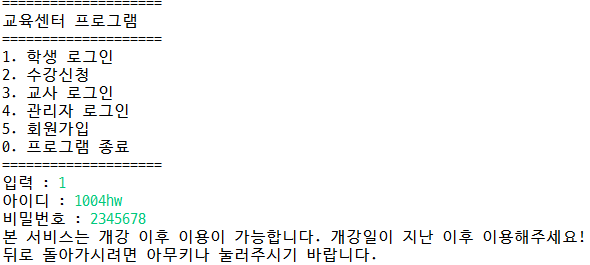 ====================
교육센터 프로그램
====================
1. 학생 로그인
2. 수강신청
3. 교사 로그인
4. 관리자 로그인
5. 회원가입
0. 프로그램 종료
====================
입력 : 1
아이디 : 1004hw
비밀번호 : 2345678
본 서비스는 개강 이후 이용이 가능합니다. 개강일이 지난 이후 이용해주세요!
뒤로 돌아가시려면 아무키나 눌러주시기 바랍니다.